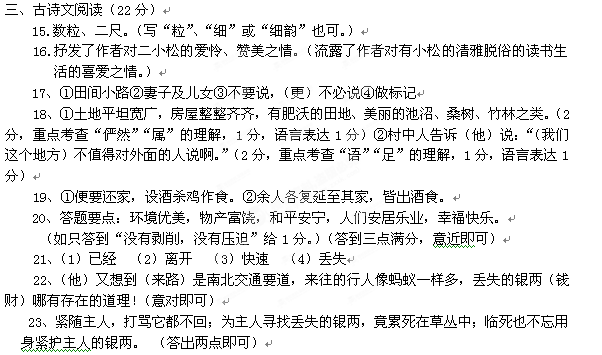 三、古诗文阅读（22分）
15.数粒、二尺。（写“粒”、“细”或“细韵”也可。）
16.抒发了作者对二小松的爱怜、赞美之情。（流露了作者对有小松的清雅脱俗的读书生
活的喜爱之情。）
17、①田间小路②妻子及儿女③不要说，（更）不必说④做标记
18、①土地平坦宽广，房屋整整齐齐，有肥沃的田地、美丽的池沼、桑树、竹林之类。（2
分，重点考查“俨然”“属”的理解，1分，语言表达1分）②村中人告诉（他）说：“（我们
这个地方）不值得对外面的人说啊。”（2分，重点考查“语”“足”的理解，1分，语言表达1
分）
19、①便要还家，设酒杀鸡作食。②余人各复延至其家，皆出酒食。
20、答题要点：环境优美，物产富饶，和平安宁，人们安居乐业，幸福快乐。
（如只答到“没有剥削，没有压迫”给1分。）（答到三点满分，意近即可）
21、（1）已经 （2）离开 （3）快速 （4）丢失
22、（他）又想到（来路）是南北交通要道，来往的行人像蚂蚁一样多，丢失的银两（钱
财）哪有存在的道理！（意对即可）
23、紧随主人，打骂它都不回；为主人寻找丢失的银两，竟累死在草丛中；临死也不忘用
身紧护主人的银两。 （答出两点即可）